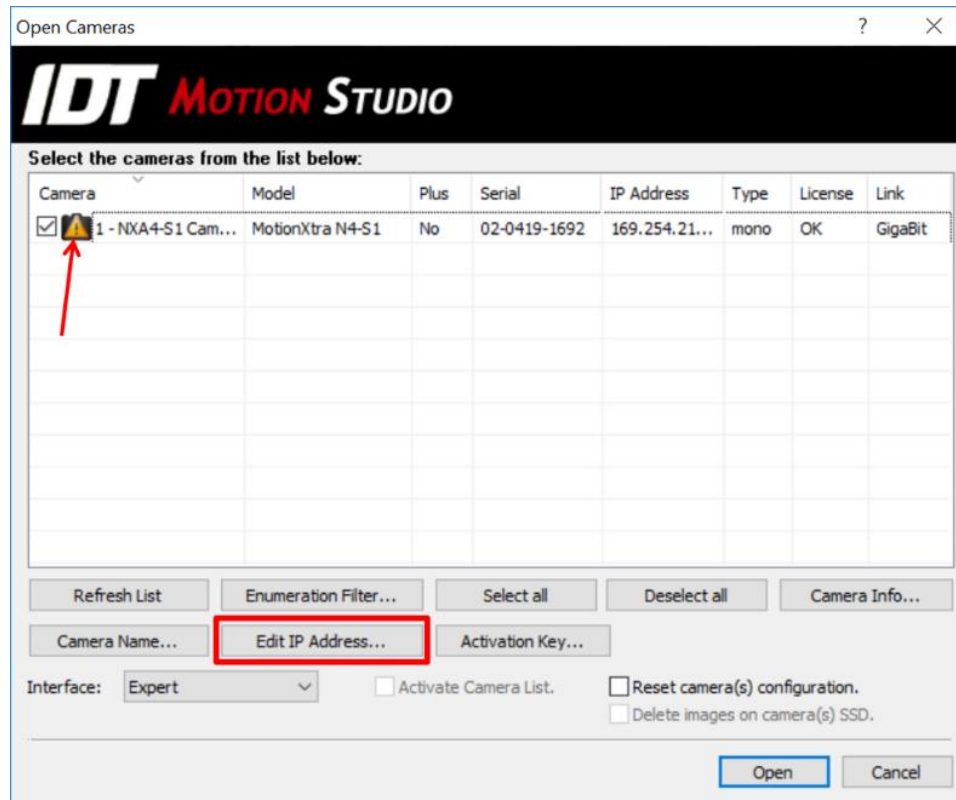 Open Cameras ?
IDT MOTION STUDIO
Select the cameras from the list below:
Camera Model Plus Serial IP Address Type License Link
1 - NXA4-S1 Cam... MotionXtra N4-S1 No 02-0419-1692 169.254.21... mono OK GigaBit
Refresh List Enumeration Filter... Select all Deselect all Camera Info...
Camera Name... Edit IP Address... Activation Key...
Interface: Expert Activate Camera List. Reset camera(s) configuration.
Delete images on camera(s) SSD.
Open Cancel